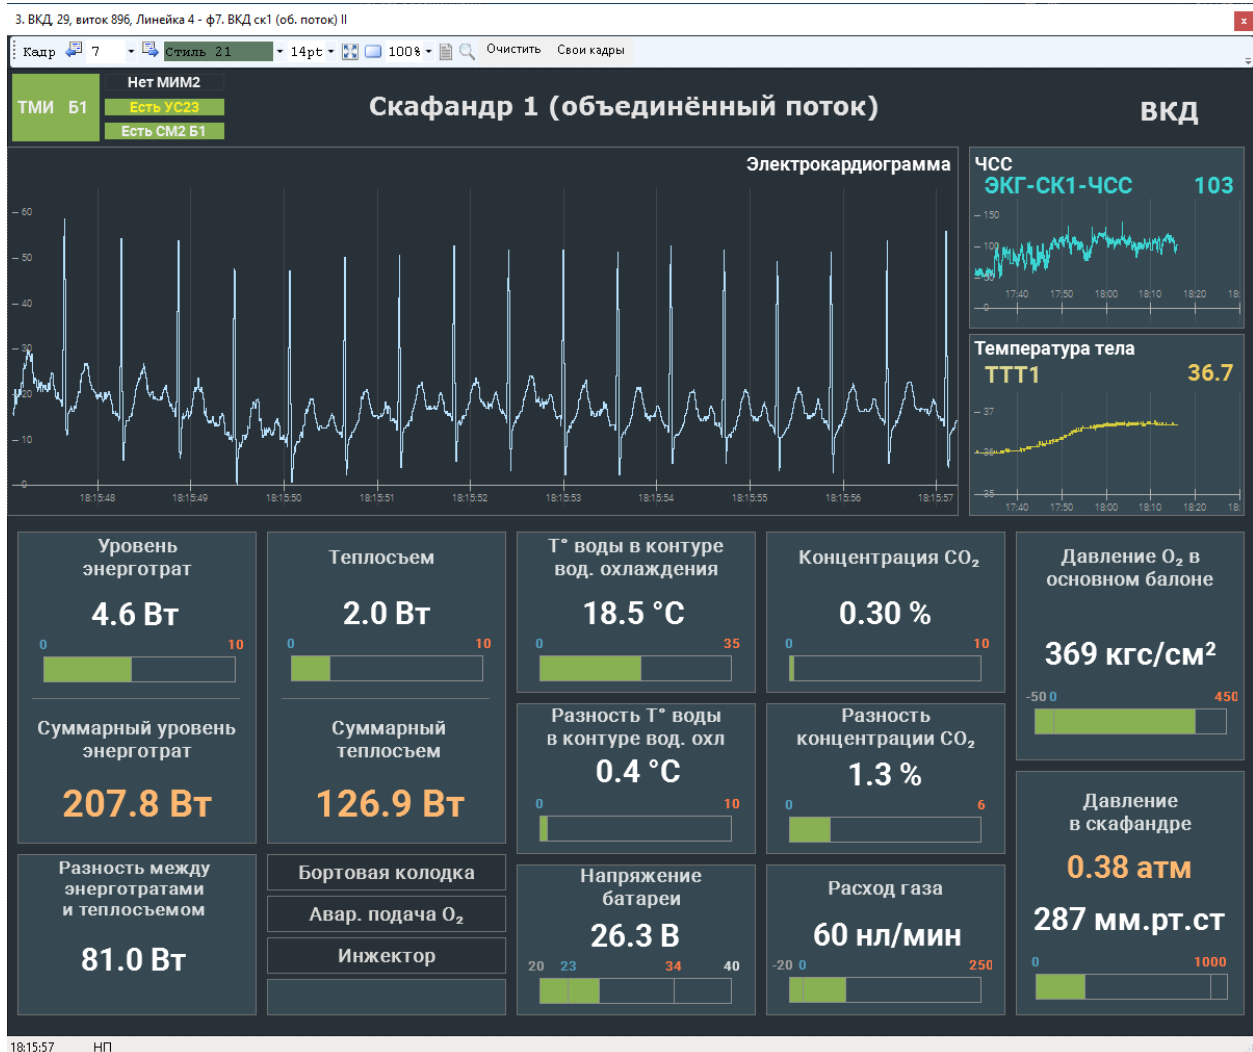 3. ВКД, 29, виток 896, Линейка 4 - ф7. ВКД ск1 (об. поток) II
x
Кадр 7 Стиль 21 14pt 100% Очистить Свои кадры
ТМИ Б1
Нет МИМ2
Есть УС23
Есть СМ2 Б1
Скафандр 1 (объединённый поток)
ВКД
Электрокардиограмма
60
50
40
30
20
10
0
18:15:48 18:15:49 18:15:50 18:15:51 18:15:52 18:15:53 18:15:54 18:15:55 18:15:56 18:15:57
ЧСС
ЭКГ-СК1-ЧСС 103
150
100
50
17:40 17:50 18:00 18:10 18:20 18:
0
Температура тела
ТТТ1 36.7
37
36
35
17:40 17:50 18:00 18:10 18:20 18:
Уровень
энерготрат
4.6 Вт
0 10
Суммарный уровень
энерготрат
207.8 Вт
Разность между
энерготратами
и теплосъемом
81.0 Вт
Теплосъем
2.0 Вт
0 10
Суммарный
теплосъем
126.9 Вт
Бортовая колодка
Авар. подача O₂
Инжектор
Т° воды в контуре
вод. охлаждения
18.5 °C
0 35
Разность Т° воды
в контуре вод. охл
0.4 °C
0 10
Напряжение
батареи
26.3 В
20 23 34 40
Концентрация CO₂
0.30 %
0 10
Разность
концентрации CO₂
1.3 %
0 6
Расход газа
60 нл/мин
-20 0 250
Давление O₂ в
основном балоне
369 кгс/см²
-50 0 450
Давление
в скафандре
0.38 атм
287 мм.рт.ст
0 1000
18:15:57 НП